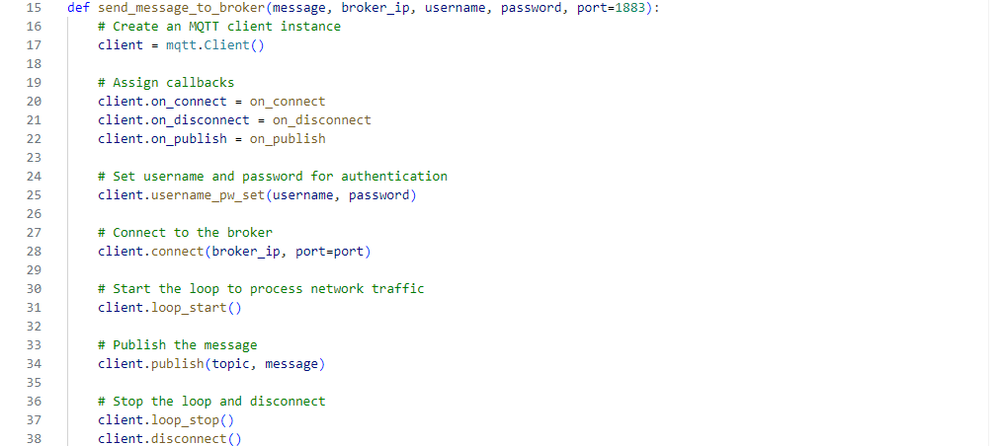 15 def send_message_to_broker(message, broker_ip, username, password, port=1883):
16     # Create an MQTT client instance
17     client = mqtt.Client()
18
19     # Assign callbacks
20     client.on_connect = on_connect
21     client.on_disconnect = on_disconnect
22     client.on_publish = on_publish
23
24     # Set username and password for authentication
25     client.username_pw_set(username, password)
26
27     # Connect to the broker
28     client.connect(broker_ip, port=port)
29
30     # Start the loop to process network traffic
31     client.loop_start()
32
33     # Publish the message
34     client.publish(topic, message)
35
36     # Stop the loop and disconnect
37     client.loop_stop()
38     client.disconnect()